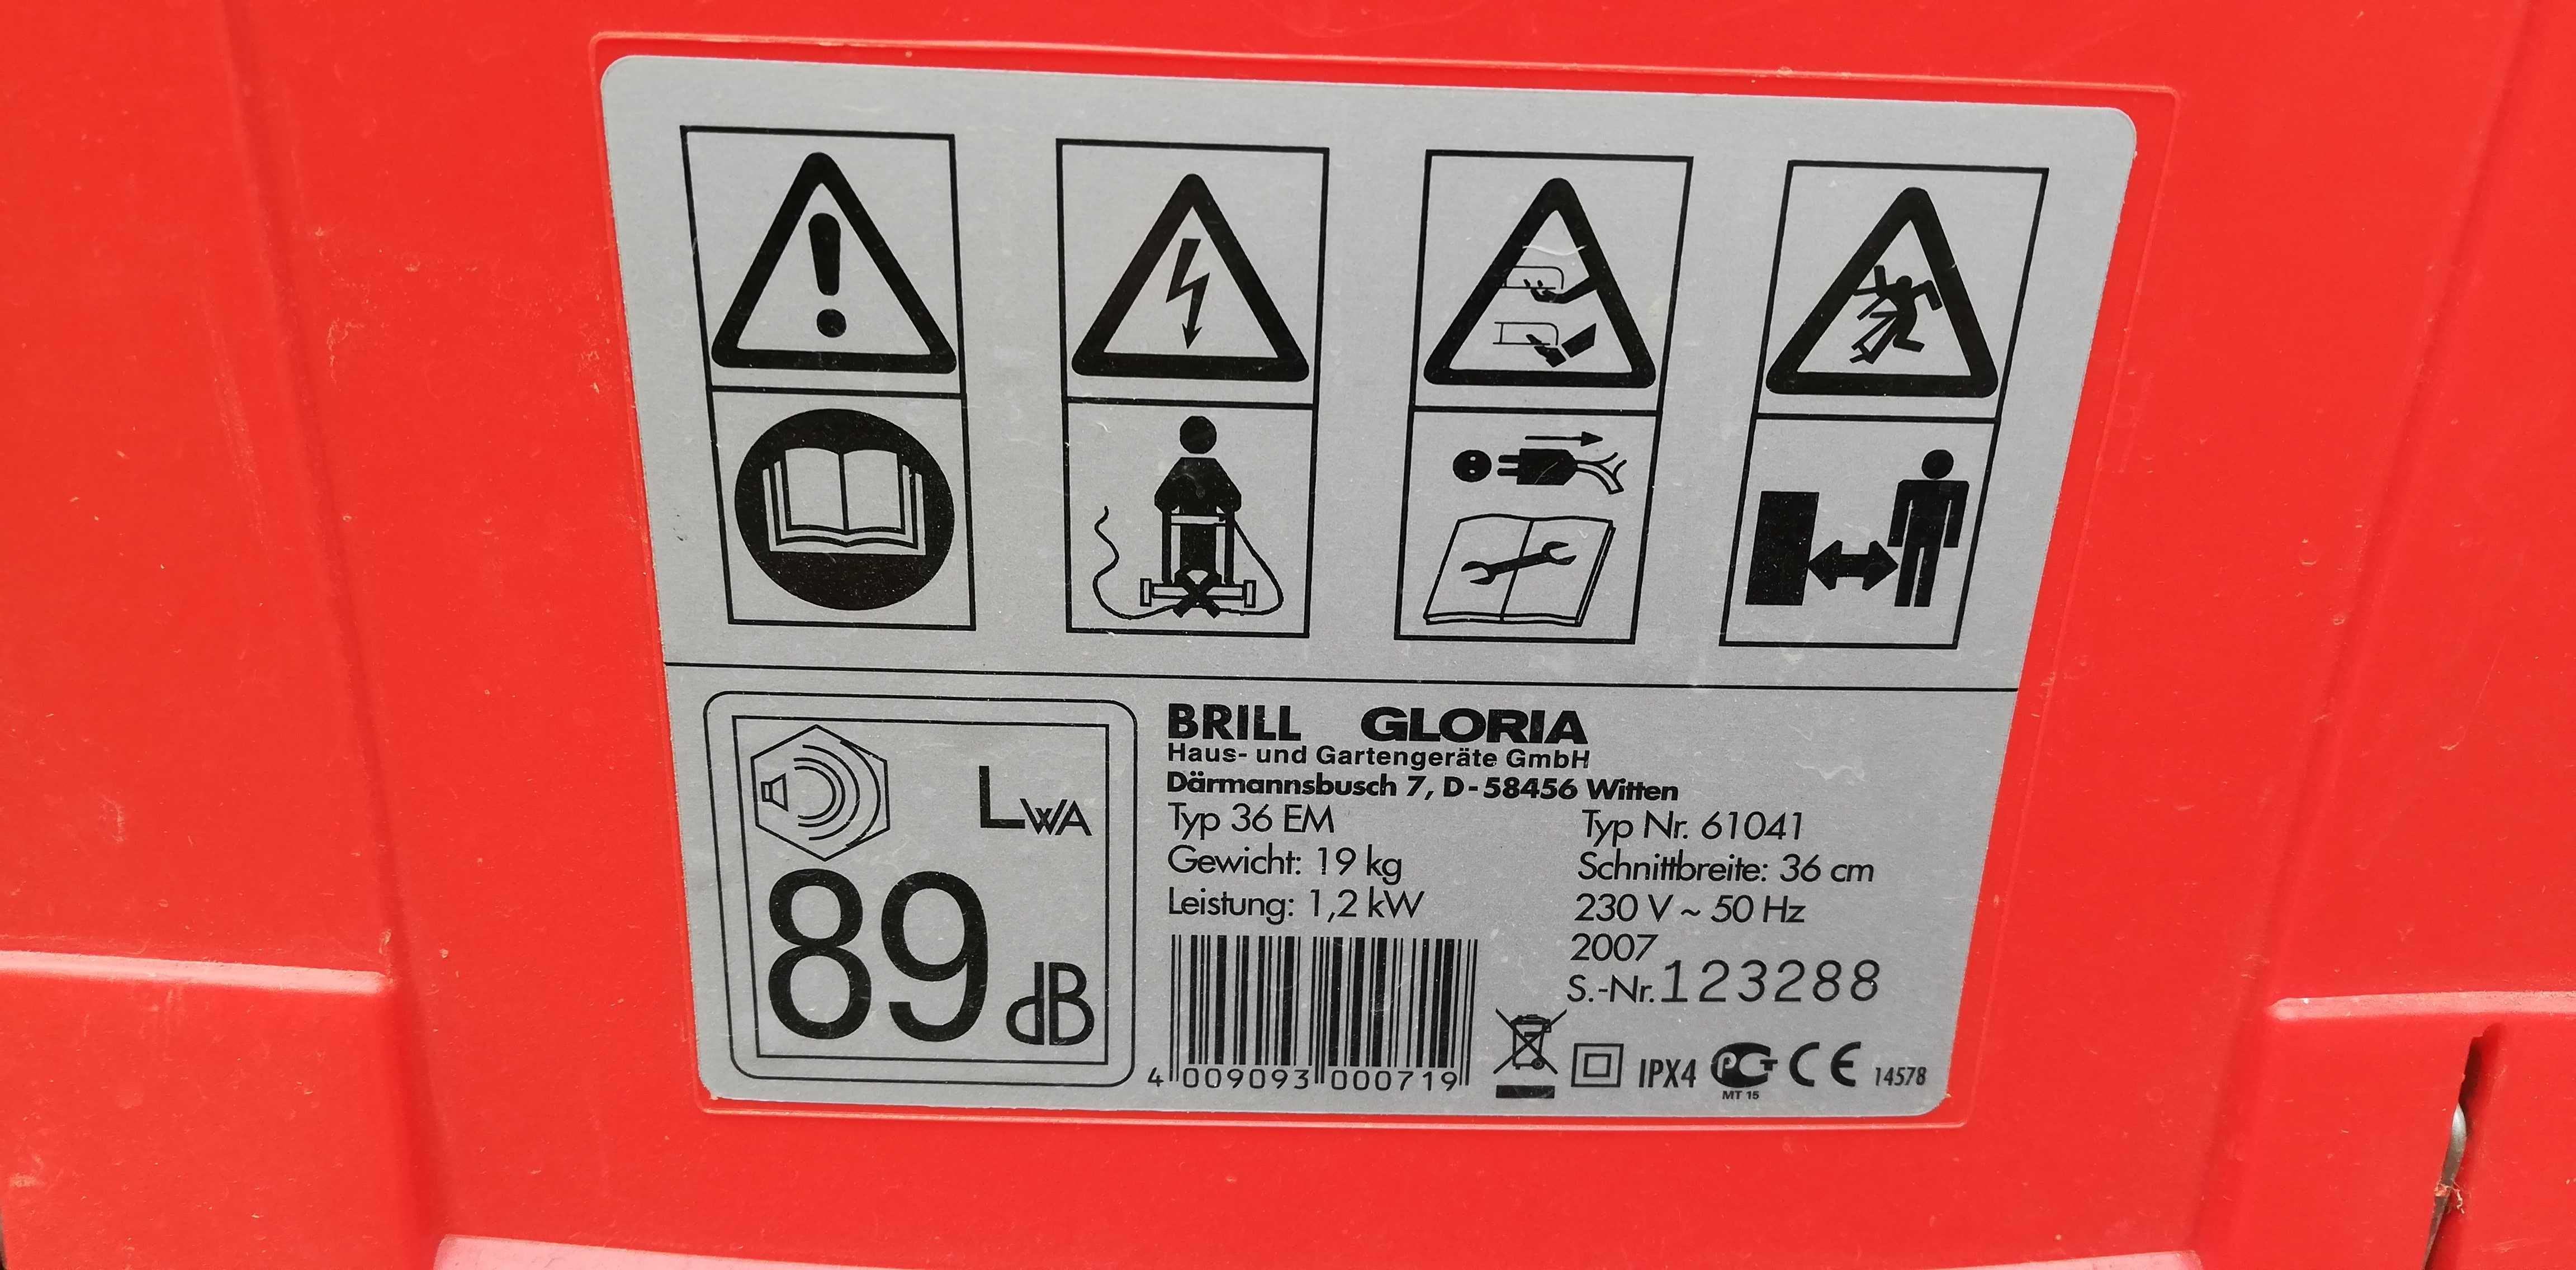 LWA
89 dB
BRILL GLORIA
Haus- und Gartengeräte GmbH
Därmannsbusch 7, D-58456 Witten
Typ 36 EM
Typ Nr. 61041
Gewicht: 19 kg
Schnittbreite: 36 cm
Leistung: 1,2 kW
230 V ~ 50 Hz
2007
S.-Nr. 123288
4 009093 000719
IPX4
PCT
MT 15
CE
14578